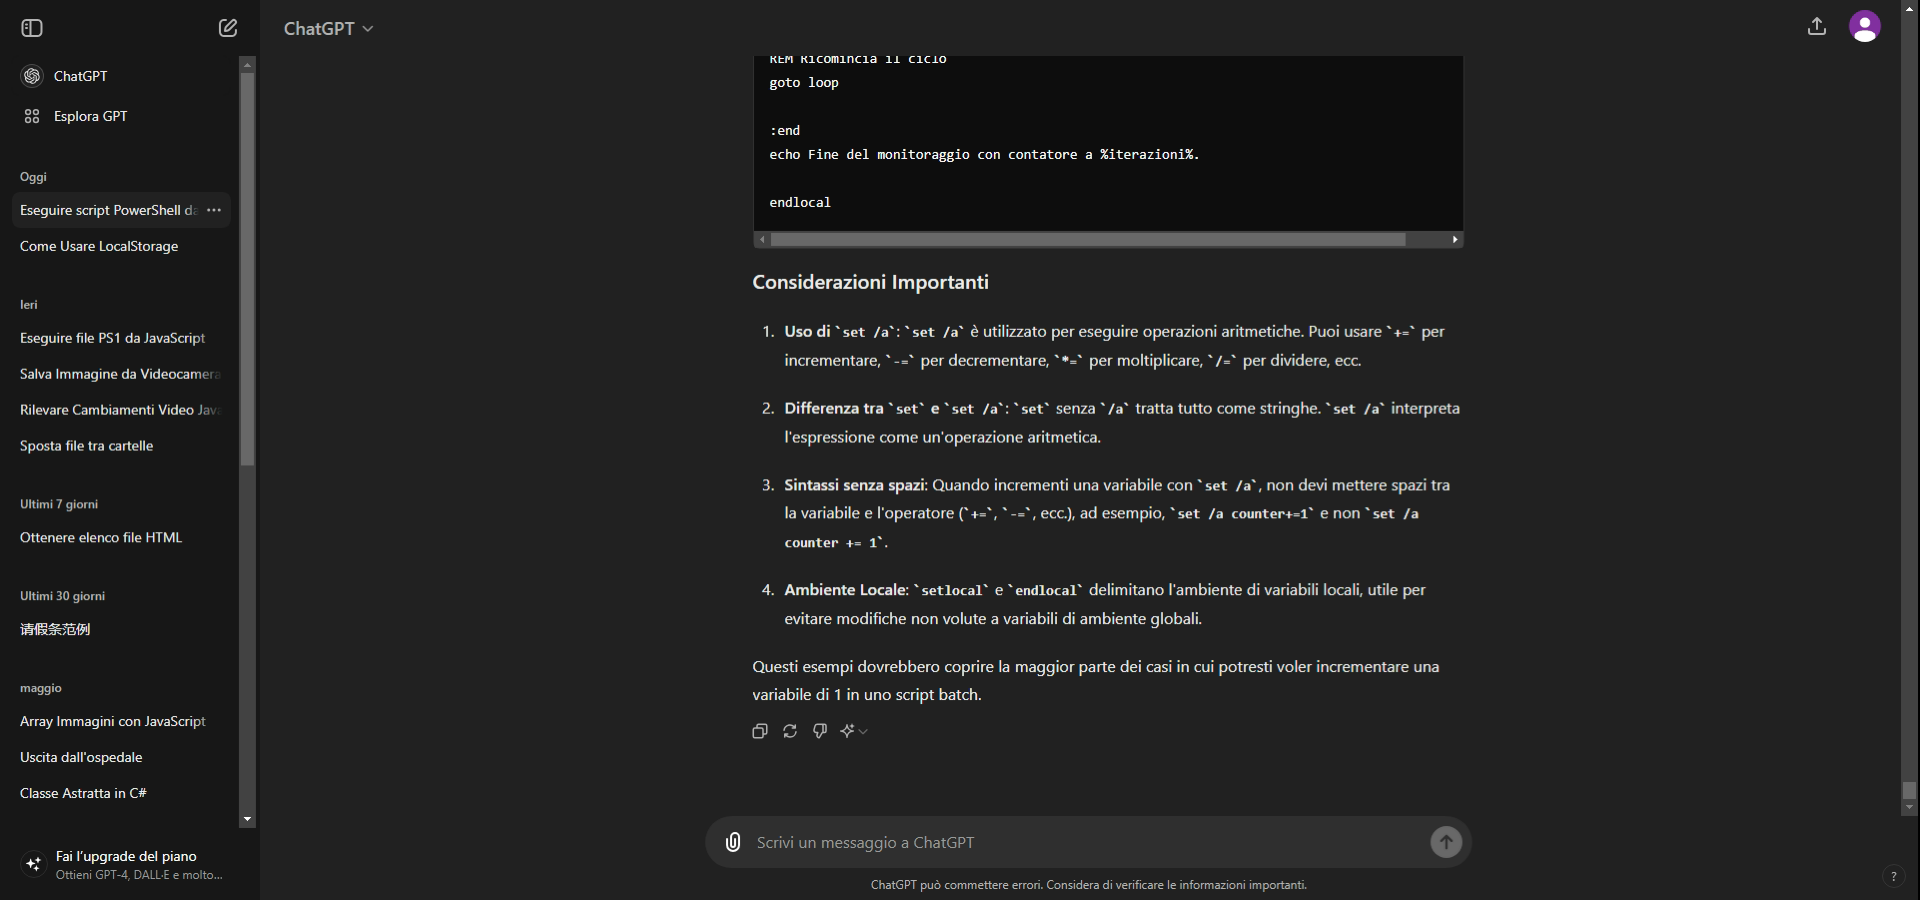 ChatGPT
Esplora GPT
Oggi
Eseguire script PowerShell da
Come Usare LocalStorage
Ieri
Eseguire file PS1 da JavaScript
Salva Immagine da Videocamera
Rilevare Cambiamenti Video Java
Sposta file tra cartelle
Ultimi 7 giorni
Ottenere elenco file HTML
Ultimi 30 giorni
请假条范例
maggio
Array Immagini con JavaScript
Uscita dall'ospedale
Classe Astratta in C#
Fai l’upgrade del piano
Ottieni GPT-4, DALL·E e molto...
ChatGPT
REM Ricomincia il ciclo
goto loop
:end
echo Fine del monitoraggio con contatore a %iterazioni%.
endlocal
Considerazioni Importanti
1. Uso di `set /a`: `set /a` è utilizzato per eseguire operazioni aritmetiche. Puoi usare `+=` per
incrementare, `-=` per decrementare, `*=` per moltiplicare, `/=` per dividere, ecc.
2. Differenza tra `set` e `set /a`: `set` senza `/a` tratta tutto come stringhe. `set /a` interpreta
l'espressione come un'operazione aritmetica.
3. Sintassi senza spazi: Quando incrementi una variabile con `set /a`, non devi mettere spazi tra
la variabile e l'operatore (`+=`, `-=`, ecc.), ad esempio, `set /a counter+=1` e non `set /a
counter += 1`.
4. Ambiente Locale: `setlocal` e `endlocal` delimitano l'ambiente di variabili locali, utile per
evitare modifiche non volute a variabili di ambiente globali.
Questi esempi dovrebbero coprire la maggior parte dei casi in cui potresti voler incrementare una
variabile di 1 in uno script batch.
Scrivi un messaggio a ChatGPT
ChatGPT può commettere errori. Considera di verificare le informazioni importanti.
?